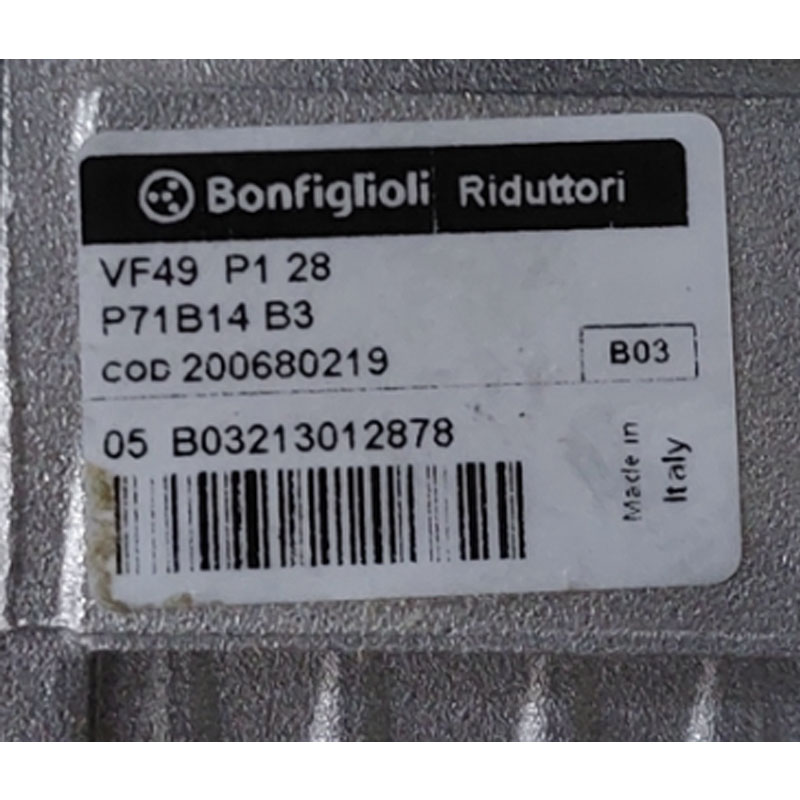 Bonfiglioli Riduttori
VF49 P1 28
P71B14 B3
COD 200680219
B03
05 B03213012878
Made in
Italy